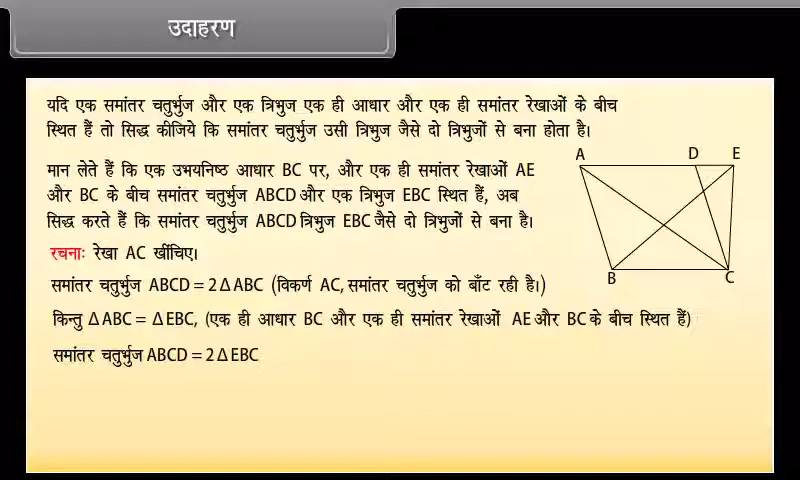 उदाहरण
यदि एक समांतर चतुर्भुज और एक त्रिभुज एक ही आधार और एक ही समांतर रेखाओं के बीच
स्थित हैं तो सिद्ध कीजिये कि समांतर चतुर्भुज उसी त्रिभुज जैसे दो त्रिभुजों से बना होता है।
मान लेते हैं कि एक उभयनिष्ठ आधार BC पर, और एक ही समांतर रेखाओं AE
और BC के बीच समांतर चतुर्भुज ABCD और एक त्रिभुज EBC स्थित हैं, अब
सिद्ध करते हैं कि समांतर चतुर्भुज ABCD त्रिभुज EBC जैसे दो त्रिभुजों से बना है।
A D E
B C
रचनाः रेखा AC खींचिए।
समांतर चतुर्भुज ABCD = 2 Δ ABC (विकर्ण AC, समांतर चतुर्भुज को बाँट रही है।)
किन्तु Δ ABC = Δ EBC, (एक ही आधार BC और एक ही समांतर रेखाओं AE और BC के बीच स्थित हैं)
समांतर चतुर्भुज ABCD = 2 Δ EBC